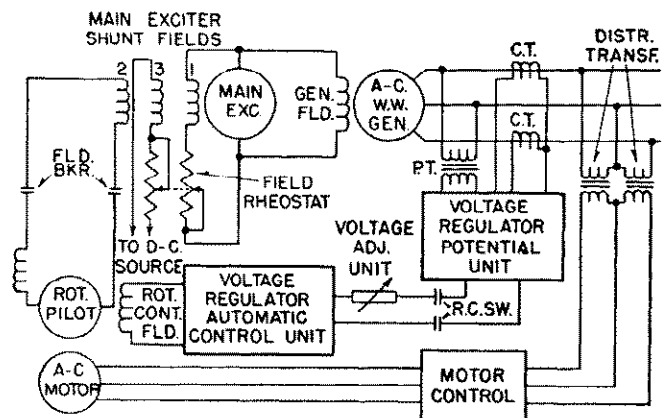 MAIN EXCITER
SHUNT FIELDS
2 3 1
MAIN
EXC.
GEN.
FLD.
A-C.
W.W.
GEN.
C.T.
C.T.
DISTR.
TRANSF.
FLD.
BKR.
FIELD
RHEOSTAT
P.T.
TO D-C.
SOURCE
VOLTAGE
ADJ.
UNIT
VOLTAGE
REGULATOR
POTENTIAL
UNIT
ROT.
PILOT
ROT.
CONT.
FLD.
VOLTAGE
REGULATOR
AUTOMATIC
CONTROL UNIT
R.C.SW.
A-C
MOTOR
MOTOR
CONTROL